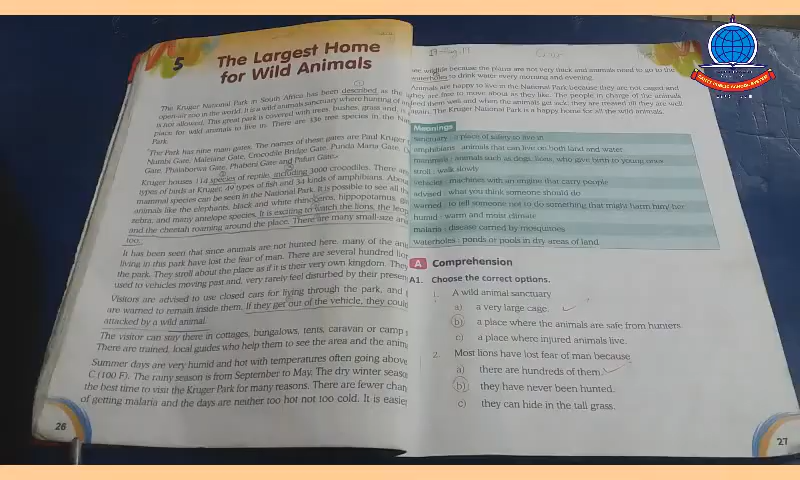 5
The Largest Home
for Wild Animals
The Kruger National Park in South Africa has been described as the
open-air zoo in the world. It is a wild animals sanctuary where hunting of
is not allowed. This great park is covered with trees, bushes, grass and
place for wild animals to live in. There are 336 tree species in the
Park.
The Park has nine main gates. The names of these gates are Paul Kruger
Numbi Gate, Malelane Gate, Crocodile Bridge Gate, Punda Maria Gate,
Gate, Phalaborwa Gate, Phabeni Gate and Pafuri Gate.
Kruger houses 114 species of reptiles, including 3000 crocodiles. There are
types of birds at Kruger, 49 types of fish and 34 kinds of amphibians. About
mammal species can be seen in the National Park. It is possible to see all the
animals like the elephants, black and white rhinoceros, hippopotamus,
zebra, and many antelope species. It is exciting to watch the lions, the
and the cheetah roaming around the place. There are many small-size
too.
It has been seen that since animals are not hunted here, many of the
living in this park have lost the fear of man. There are several hundred
the park. They stroll about the place as if it is their very own kingdom. They
used to vehicles moving past and, very rarely feel disturbed by their
Visitors are advised to use closed cars for living through the park, and
are warned to remain inside them. If they get out of the vehicle, they could
attacked by a wild animal.
The visitor can stay there in cottages, bungalows, tents, caravan or camp
There are trained, local guides who help them to see the area and the
Summer days are very humid and hot with temperatures often going above
C (100 F). The rainy season is from September to May. The dry winter
the best time to visit the Kruger Park for many reasons. There are fewer
of getting malaria and the days are neither too hot not too cold. It is
26
wildlife because the plants are not very thick and animals need to go to the
waterholes to drink water every morning and evening.
Animals are happy to live in the National Park because they are not caged and
they are free to move about as they like. The people in charge of the animals
feed them well and when the animals get sick, they are treated till they are well
again. The Kruger National Park is a happy home for all the wild animals.
Meanings
sanctuary : a place of safety to live in
amphibians : animals that can live on both land and water
mammals : animals such as dogs, lions, who give birth to young ones
stroll : walk slowly
vehicles : machines with an engine that carry people
advised : what you think someone should do
warned : to tell someone not to do something that might harm him/ her
humid : warm and moist climate
malaria : disease carried by mosquitoes
waterholes : ponds or pools in dry areas of land
A Comprehension
A1. Choose the correct options.
1. A wild animal sanctuary
a) a very large cage.
b) a place where the animals are safe from hunters.
c) a place where injured animals live.
2. Most lions have lost fear of man because
a) there are hundreds of them.
b) they have never been hunted.
c) they can hide in the tall grass.
27